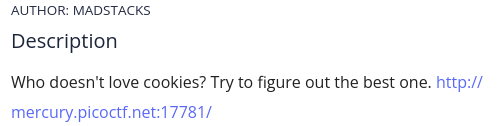 AUTHOR: MADSTACKS
Description
Who doesn't love cookies? Try to figure out the best one. http://
mercury.picoctf.net:17781/